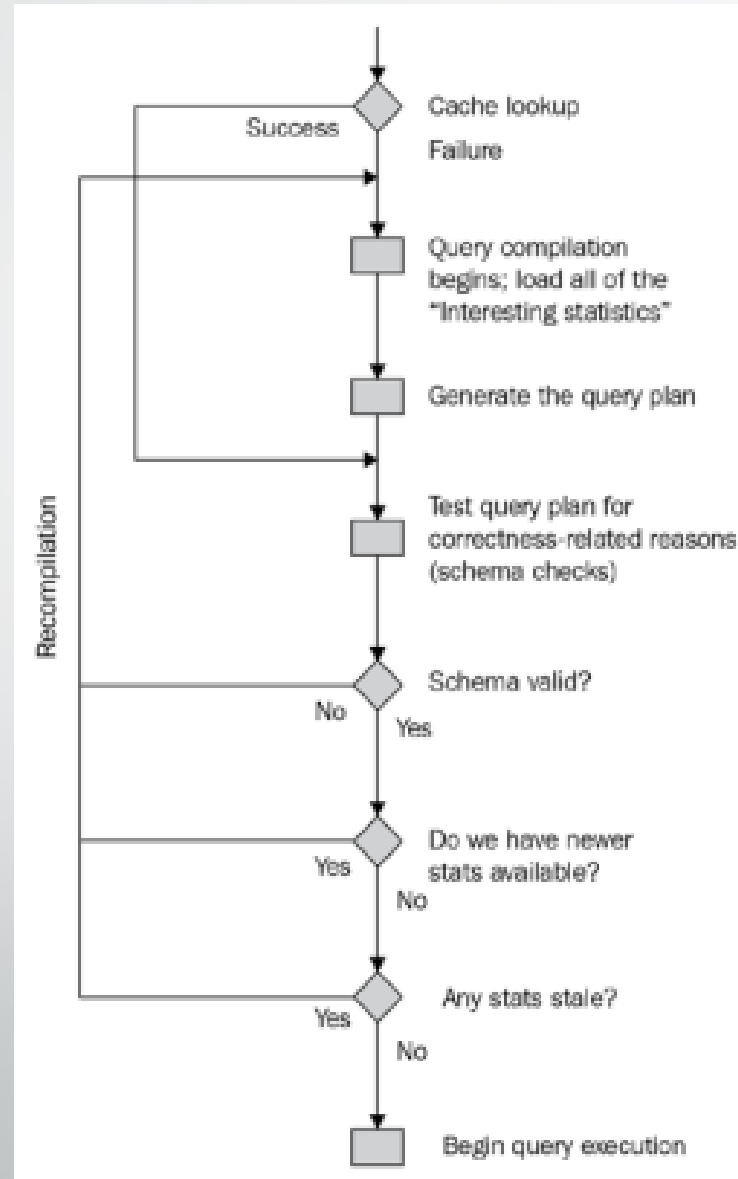 Cache lookup
Success
Failure
Query compilation
begins; load all of the
"Interesting statistics"
Generate the query plan
Test query plan for
correctness-related reasons
(schema checks)
Recompilation
Schema valid?
No
Yes
Do we have newer
stats available?
Yes
No
Any stats stale?
Yes
No
Begin query execution